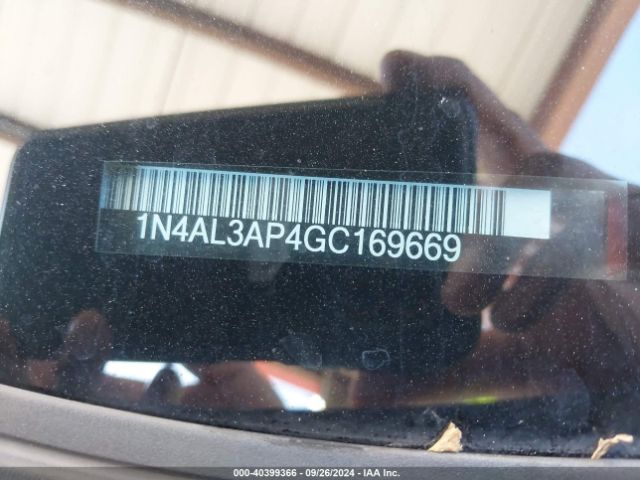 1N4AL3AP4GC169669
000-40399366 • 09/26/2024 • IAA Inc.